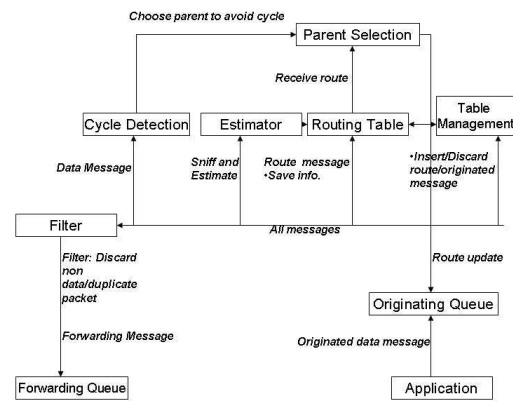 Choose parent to avoid cycle
Parent Selection
Receive route
Cycle Detection
Estimator
Routing Table
Table
Management
Data Message
Sniff and
Estimate
Route message
•Save info.
•Insert/Discard
route/originated
message
Filter
All messages
Filter: Discard
non
data/duplicate
packet
Route update
Originating Queue
Forwarding Message
Originated data message
Forwarding Queue
Application